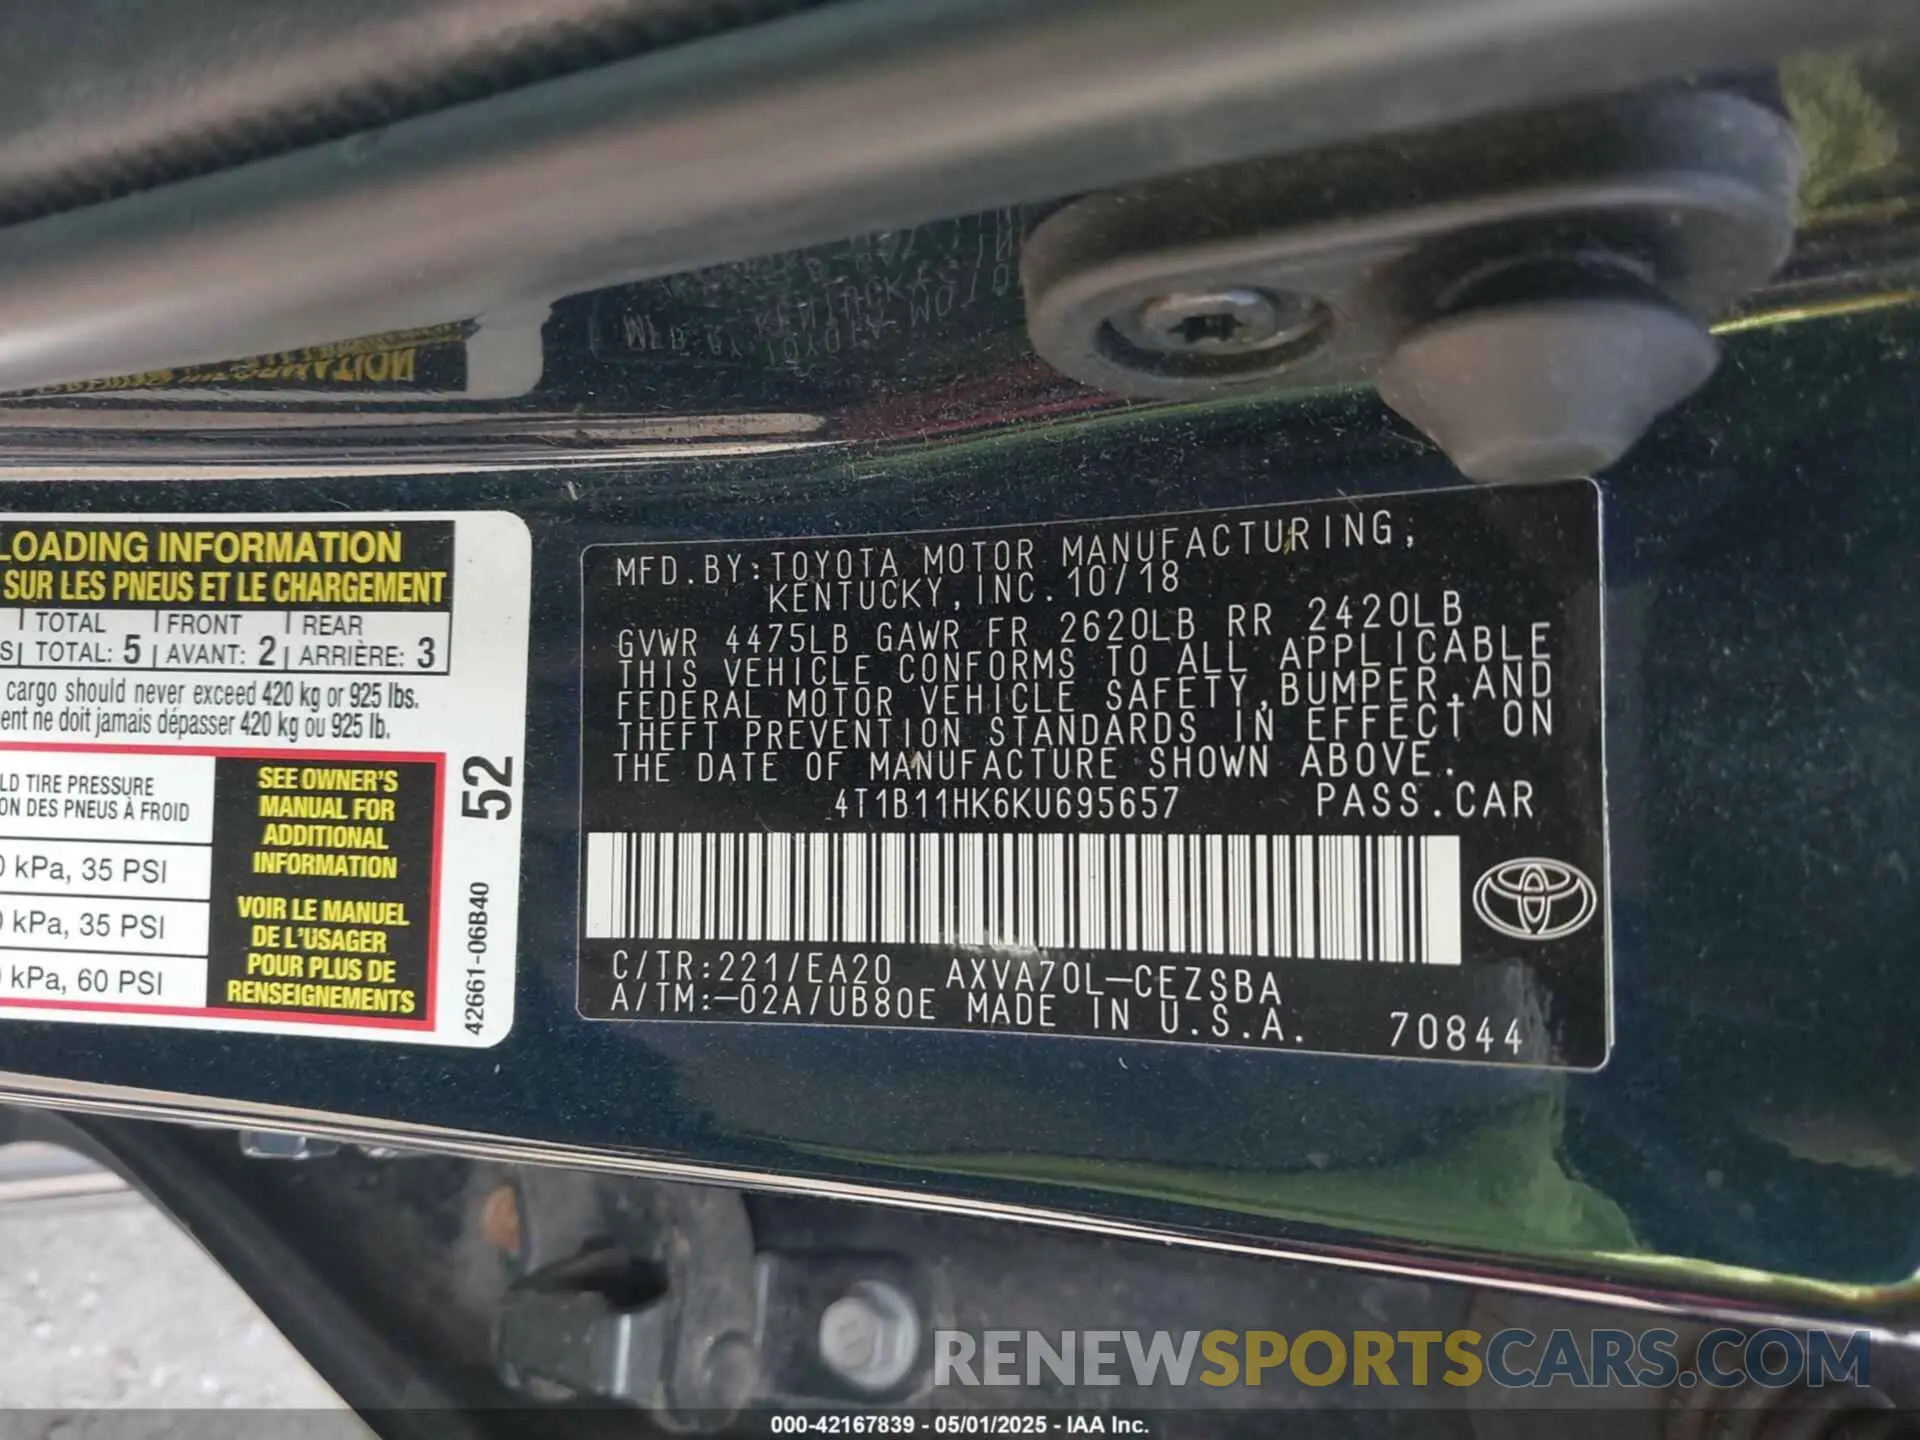 LOADING INFORMATION
SUR LES PNEUS ET LE CHARGEMENT
TOTAL FRONT REAR
TOTAL: 5 AVANT: 2 ARRIÈRE: 3
cargo should never exceed 420 kg or 925 lbs.
ne doit jamais dépasser 420 kg ou 925 lb.
TIRE PRESSURE
DES PNEUS À FROID
kPa, 35 PSI
kPa, 35 PSI
kPa, 60 PSI
SEE OWNER'S
MANUAL FOR
ADDITIONAL
INFORMATION
VOIR LE MANUEL
DE L'USAGER
POUR PLUS DE
RENSEIGNEMENTS
52
42661-06B40
MFD.BY:TOYOTA MOTOR MANUFACTURING,
KENTUCKY,INC.10/18
GVWR 4475LB GAWR FR 2620LB RR 2420LB
THIS VEHICLE CONFORMS TO ALL APPLICABLE
FEDERAL MOTOR VEHICLE SAFETY,BUMPER,AND
THEFT PREVENTION STANDARDS IN EFFECT ON
THE DATE OF MANUFACTURE SHOWN ABOVE.
4T1B11HK6KU695657 PASS.CAR
C/TR:221/EA20 AXVA70L-CEZSBA
A/TM:-02A/UB80E MADE IN U.S.A. 70844
RENEWSPORTSCARS.COM
000-42167839 - 05/01/2025 - IAA Inc.